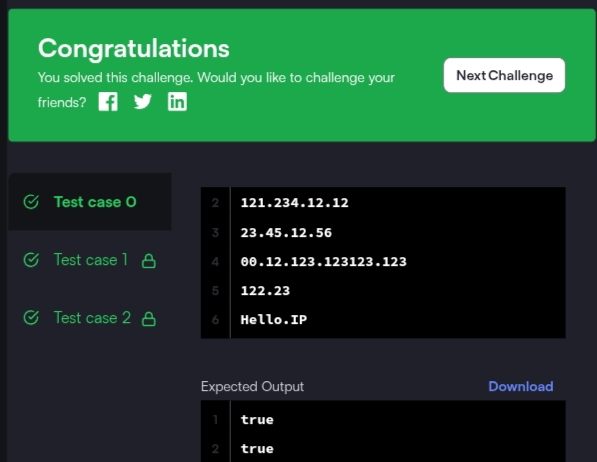 Congratulations
You solved this challenge. Would you like to challenge your
friends?
Next Challenge
Test case 0
Test case 1
Test case 2
2 121.234.12.12
3 23.45.12.56
4 00.12.123.123123.123
5 122.23
6 Hello.IP
Expected Output
Download
1 true
2 true